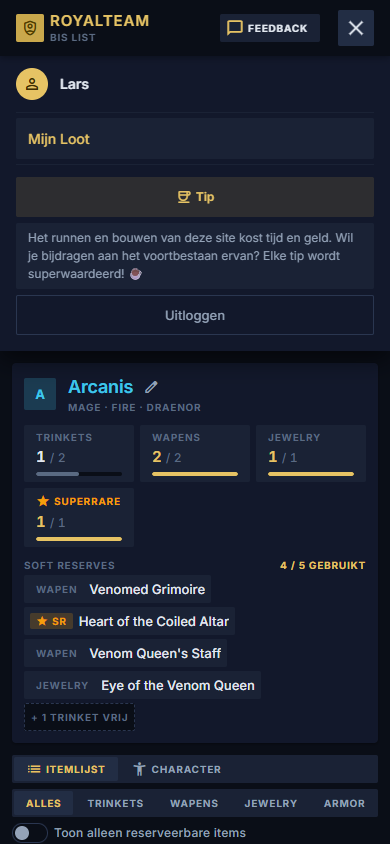 ROYALTEAM
BIS LIST
FEEDBACK
Lars
Mijn Loot
Tip
Het runnen en bouwen van deze site kost tijd en geld. Wil
je bijdragen aan het voortbestaan ervan? Elke tip wordt
superwaardeerd!
Uitloggen
A
Arcanis
MAGE · FIRE · DRAENOR
TRINKETS
1 / 2
WAPENS
2 / 2
JEWELRY
1 / 1
SUPERRARE
1 / 1
SOFT RESERVES
4 / 5 GEBRUIKT
WAPEN Venomed Grimoire
SR Heart of the Coiled Altar
WAPEN Venom Queen's Staff
JEWELRY Eye of the Venom Queen
+ 1 TRINKET VRIJ
ITEMLIJST CHARACTER
ALLES TRINKETS WAPENS JEWELRY ARMOR
Toon alleen reserveerbare items